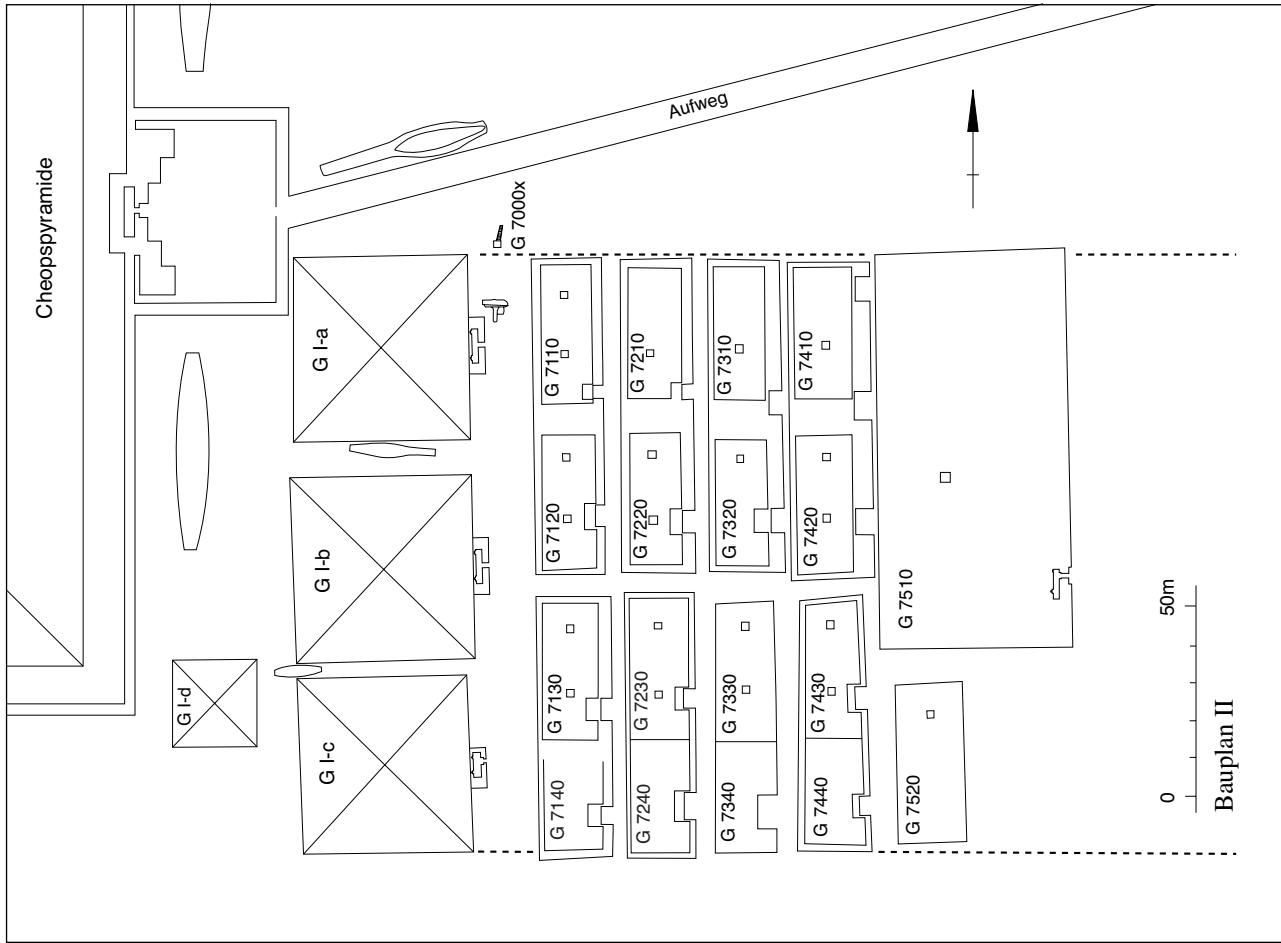 Cheopspyramide
Aufweg
G 7000x
G I-a
G I-b
G I-c
G I-d
G 7110
G 7120
G 7130
G 7140
G 7210
G 7220
G 7230
G 7240
G 7310
G 7320
G 7330
G 7340
G 7410
G 7420
G 7430
G 7440
G 7510
G 7520
0
50m
Bauplan II